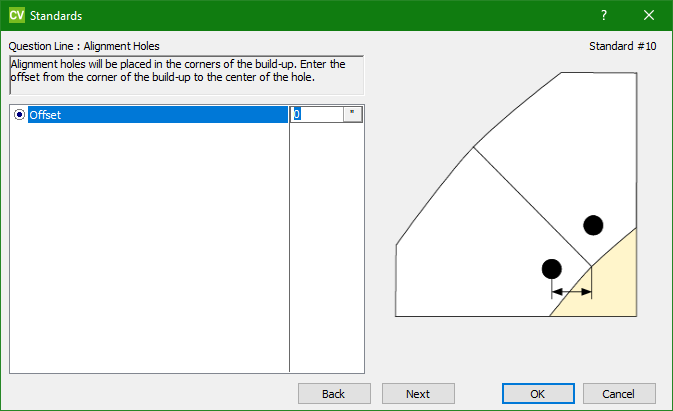 CV Standards ?
Question Line : Alignment Holes
Standard #10
Alignment holes will be placed in the corners of the build-up. Enter the
offset from the corner of the build-up to the center of the hole.
Offset 0 "
Back Next OK Cancel